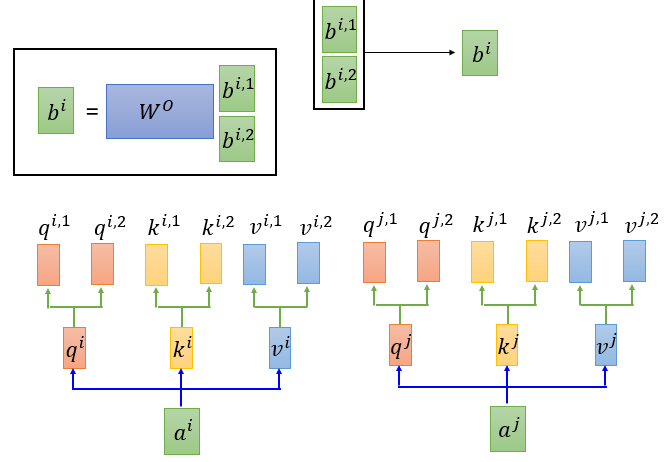 b^{i,1}
b^{i,2}
b^i
b^i = W^O b^{i,1}
b^{i,2}
q^{i,1} q^{i,2} k^{i,1} k^{i,2} v^{i,1} v^{i,2} q^{j,1} q^{j,2} k^{j,1} k^{j,2} v^{j,1} v^{j,2}
q^i k^i v^i q^j k^j v^j
a^i a^j